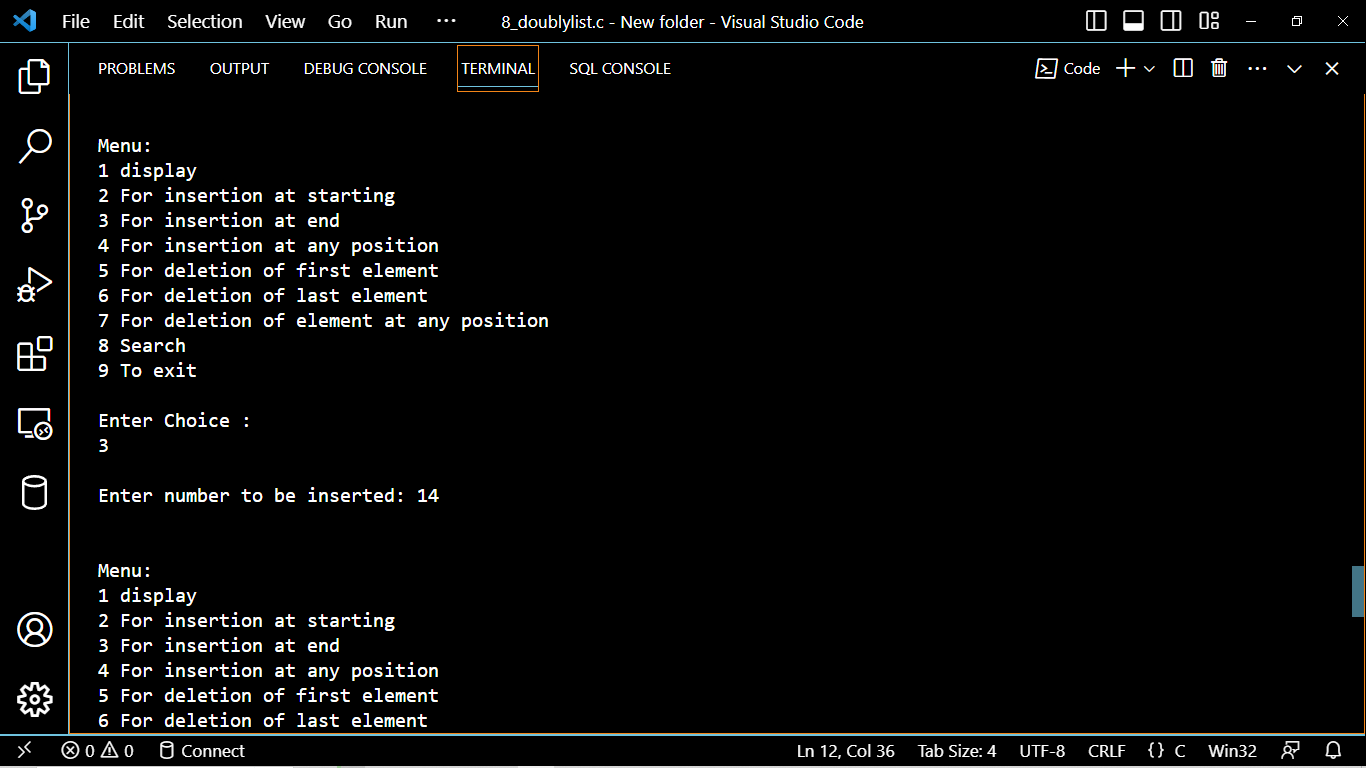 File Edit Selection View Go Run ··· 8_doublylist.c - New folder - Visual Studio Code
PROBLEMS OUTPUT DEBUG CONSOLE TERMINAL SQL CONSOLE Code
Menu:
1 display
2 For insertion at starting
3 For insertion at end
4 For insertion at any position
5 For deletion of first element
6 For deletion of last element
7 For deletion of element at any position
8 Search
9 To exit
Enter Choice :
3
Enter number to be inserted: 14
Menu:
1 display
2 For insertion at starting
3 For insertion at end
4 For insertion at any position
5 For deletion of first element
6 For deletion of last element
0 0 Connect Ln 12, Col 36 Tab Size: 4 UTF-8 CRLF {} C Win32